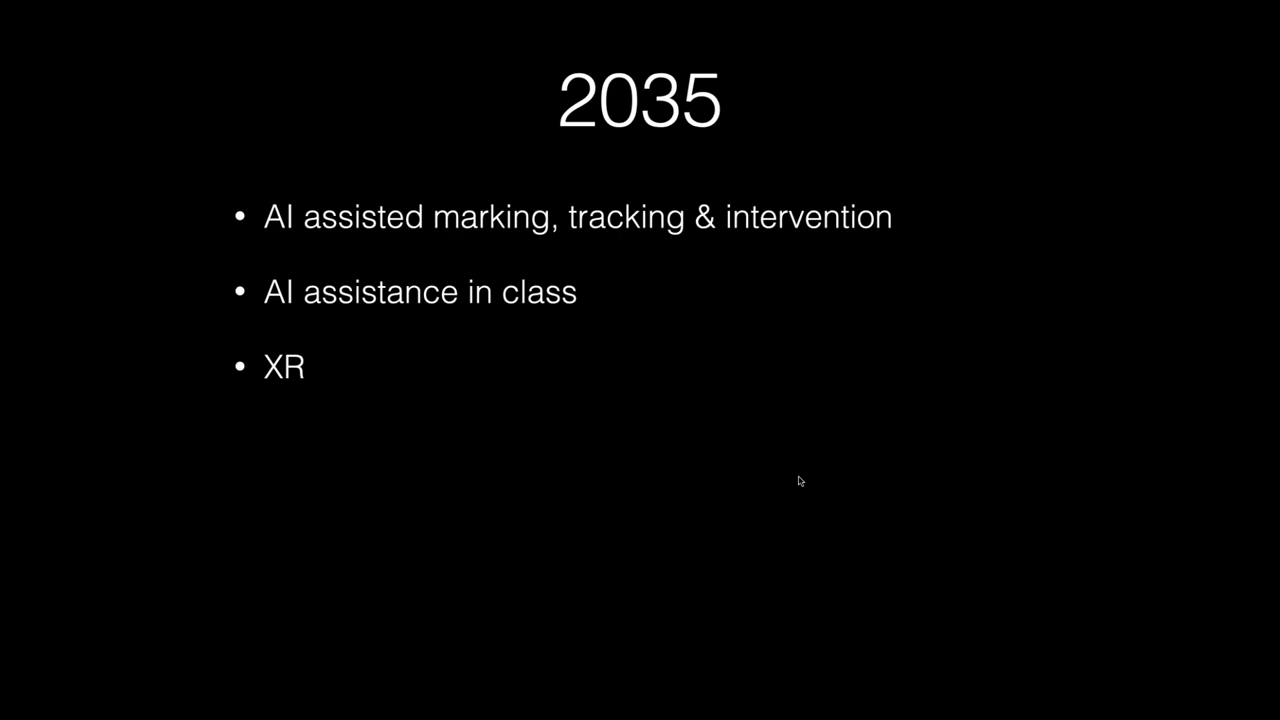 2035
• AI assisted marking, tracking & intervention
• AI assistance in class
• XR